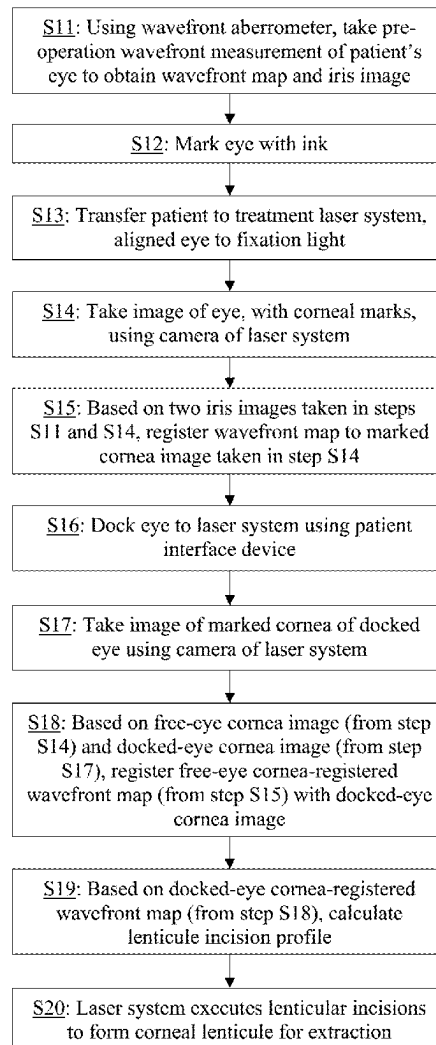 S11: Using wavefront aberrometer, take pre-
operation wavefront measurement of patient's
eye to obtain wavefront map and iris image
S12: Mark eye with ink
S13: Transfer patient to treatment laser system,
aligned eye to fixation light
S14: Take image of eye, with corneal marks,
using camera of laser system
S15: Based on two iris images taken in steps
S11 and S14, register wavefront map to marked
cornea image taken in step S14
S16: Dock eye to laser system using patient
interface device
S17: Take image of marked cornea of docked
eye using camera of laser system
S18: Based on free-eye cornea image (from step
S14) and docked-eye cornea image (from step
S17), register free-eye cornea-registered
wavefront map (from step S15) with docked-eye
cornea image
S19: Based on docked-eye cornea-registered
wavefront map (from step S18), calculate
lenticule incision profile
S20: Laser system executes lenticular incisions
to form corneal lenticule for extraction